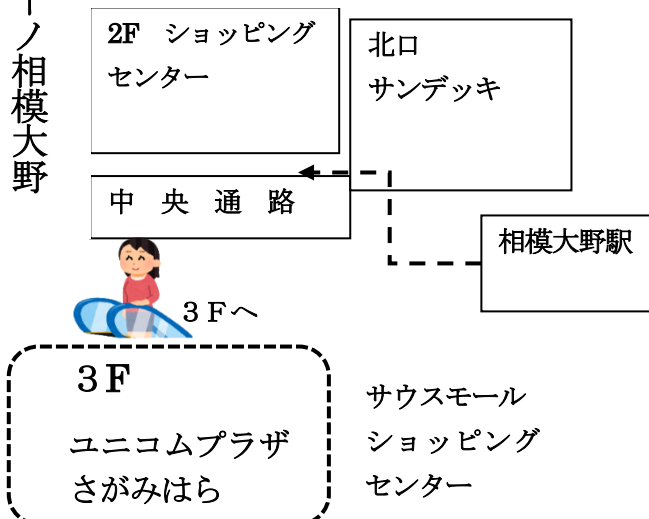 ーノ相模大野
2F　ショッピング
センター
北口
サンデッキ
中　央　通　路
相模大野駅
３Fへ
３F
ユニコムプラザ
さがみはら
サウスモール
ショッピング
センター